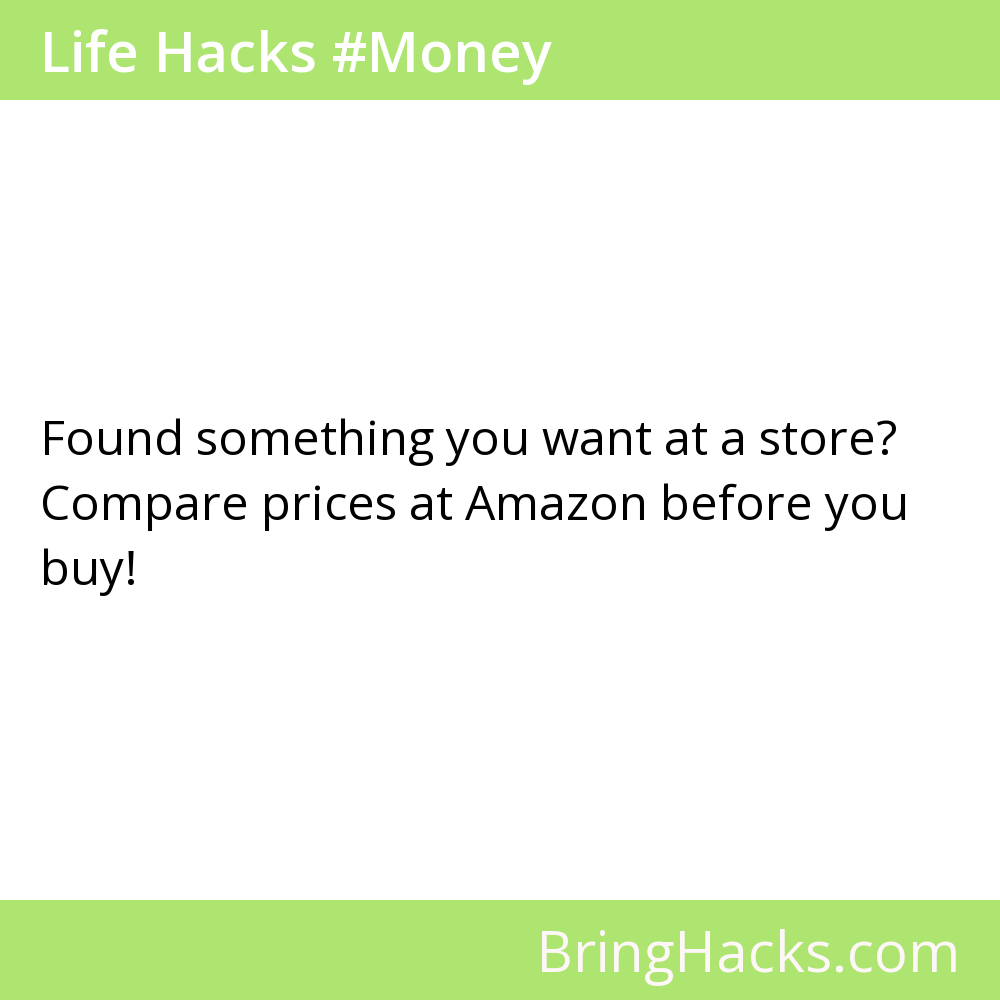 Life Hacks #Money
Found something you want at a store?
Compare prices at Amazon before you
buy!
BringHacks.com